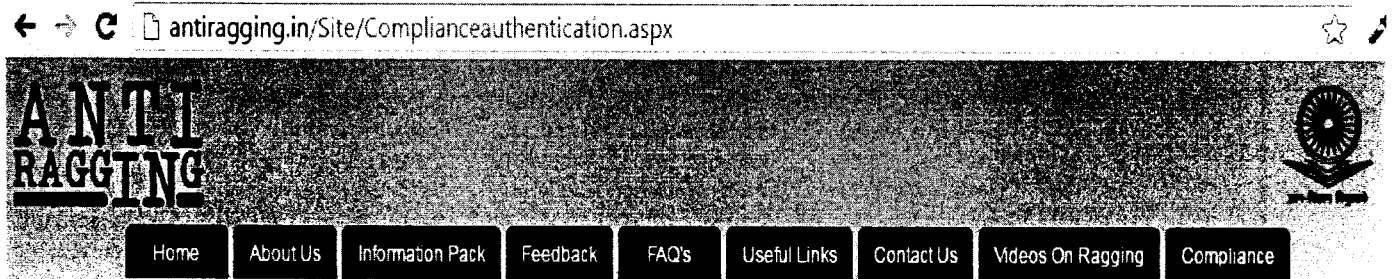 antiragging.in/Site/Complianceauthentication.aspx
ANTI
RAGGING
Home About Us Information Pack Feedback FAQ's Useful Links Contact Us Videos On Ragging Compliance